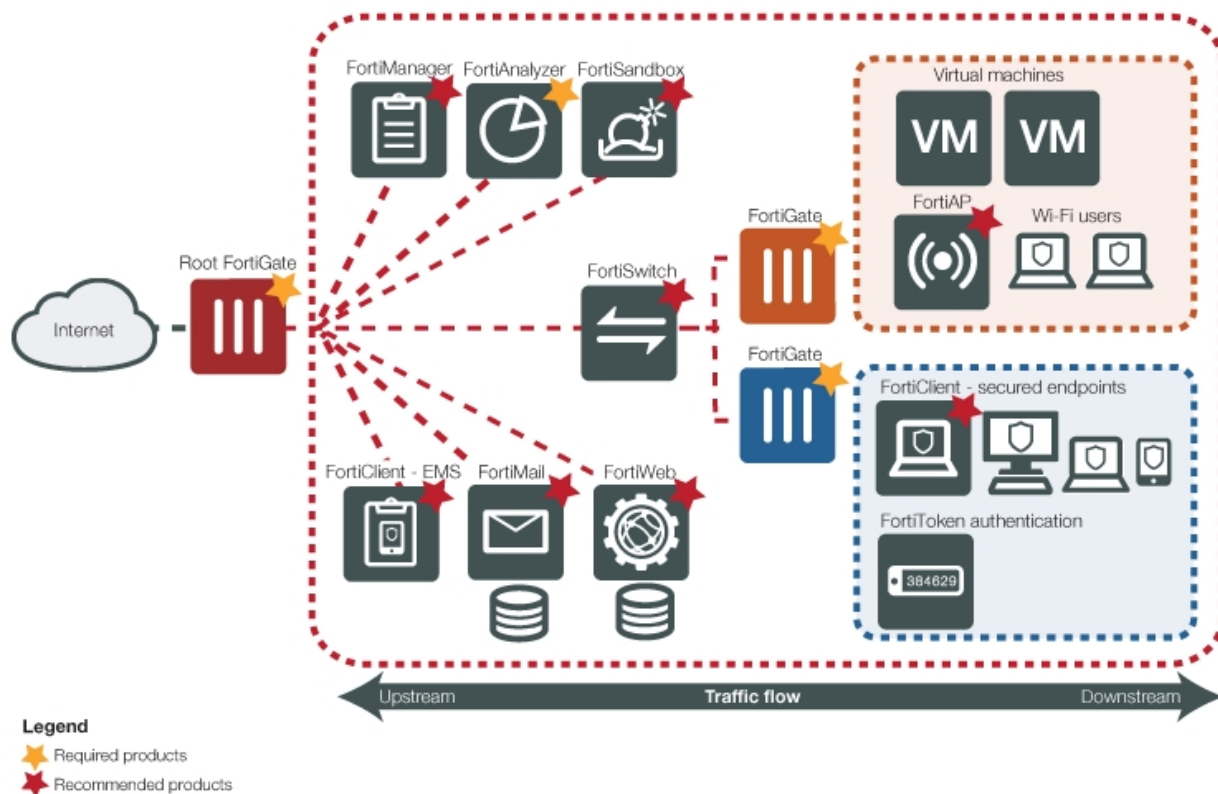 FortiManager
FortiAnalyzer
FortiSandbox
Virtual machines
VM
VM
FortiAP
Wi-Fi users
FortiGate
Root FortiGate
FortiSwitch
Internet
FortiGate
FortiClient - secured endpoints
FortiClient - EMS
FortiMail
FortiWeb
FortiToken authentication
384629
Upstream
Traffic flow
Downstream
Legend
Required products
Recommended products